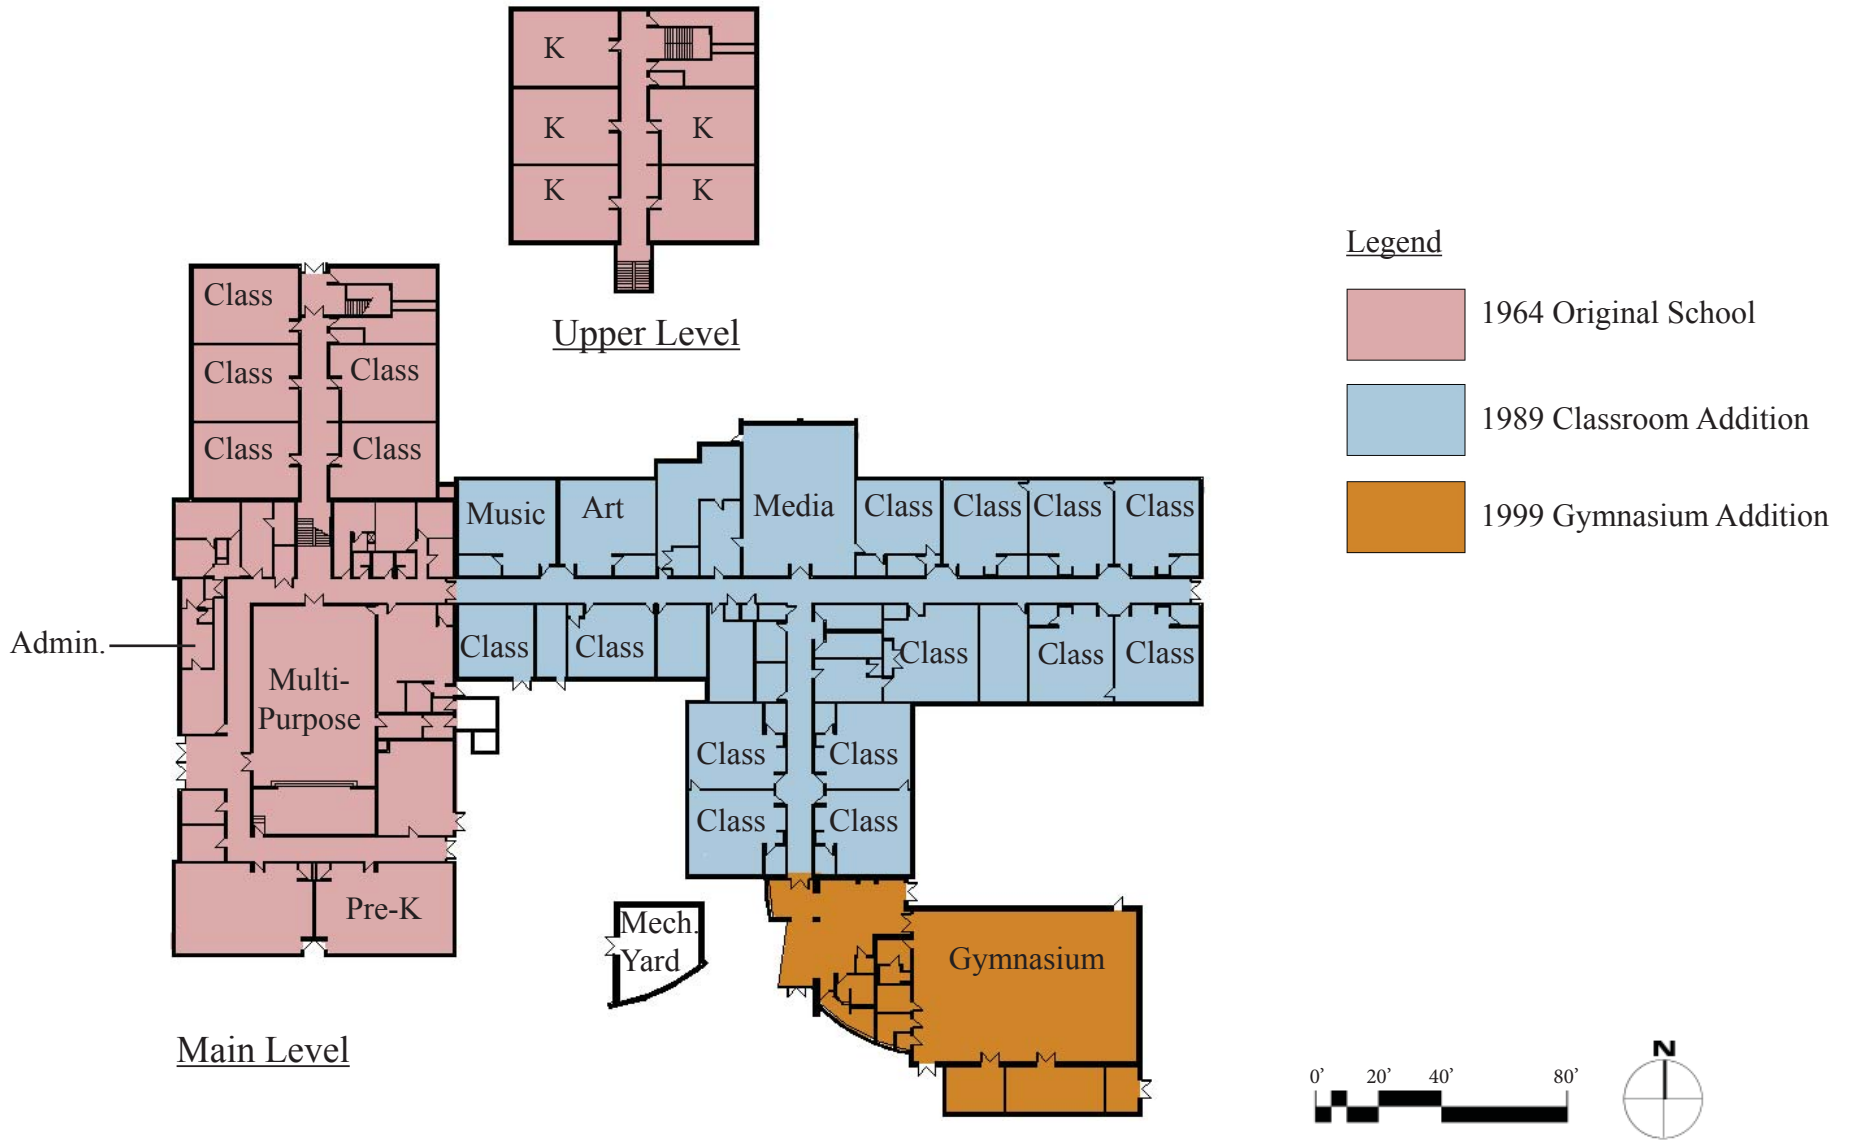 K
K
K
K
K
Upper Level
Legend
1964 Original School
1989 Classroom Addition
1999 Gymnasium Addition
Class
Class
Class
Class
Class
Music
Art
Media
Class
Class
Class
Class
Admin.
Multi-
Purpose
Class
Class
Class
Class
Class
Class
Class
Class
Class
Pre-K
Mech.
Yard
Gymnasium
Main Level
0’ 20’ 40’ 80’
N